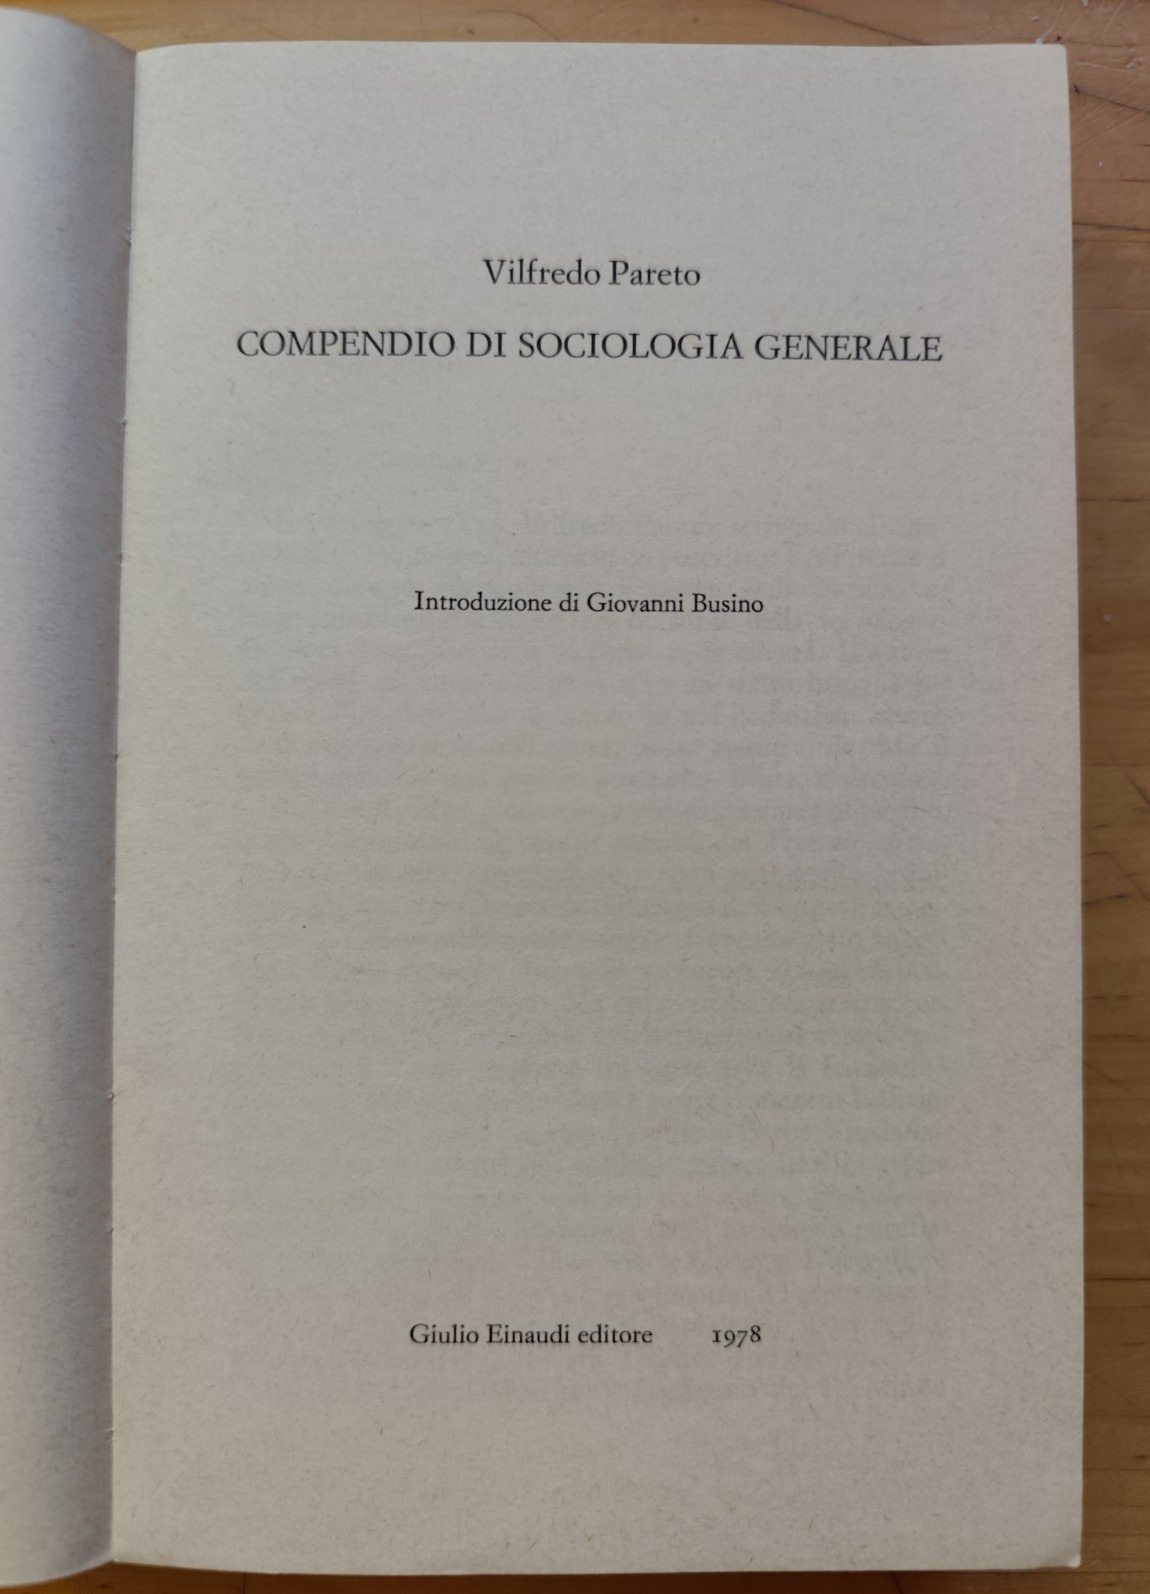 Vilfredo Pareto
COMPENDIO DI SOCIOLOGIA GENERALE
Introduzione di Giovanni Busino
Giulio Einaudi editore 1978